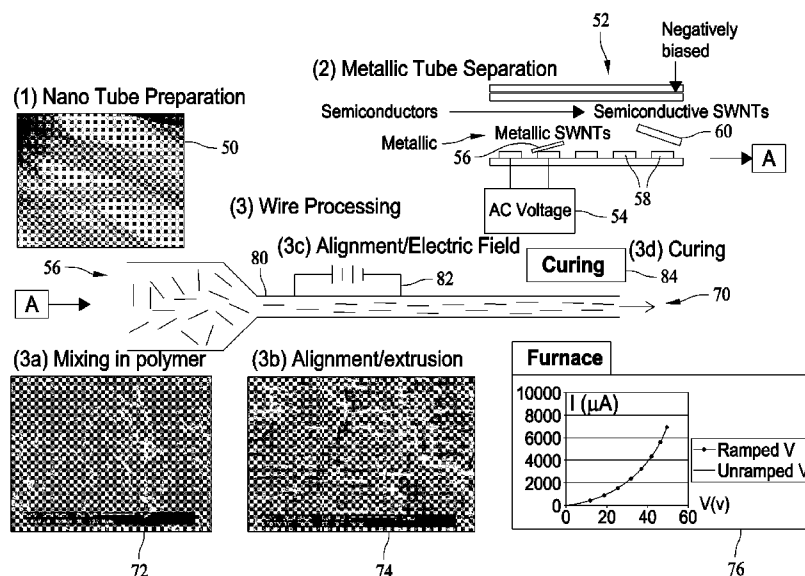 52
Negatively
biased
(2) Metallic Tube Separation
(1) Nano Tube Preparation
50
Semiconductors
Semiconductive SWNTs
60
Metallic
Metallic SWNTs
56
A
58
AC Voltage
54
(3) Wire Processing
(3c) Alignment/Electric Field
(3d) Curing
Curing
84
56
80
82
70
A
(3a) Mixing in polymer
(3b) Alignment/extrusion
Furnace
10000
8000
6000
4000
2000
0
I (μA)
0
20
40
60
V(v)
Ramped V
Unramped V
72
74
76